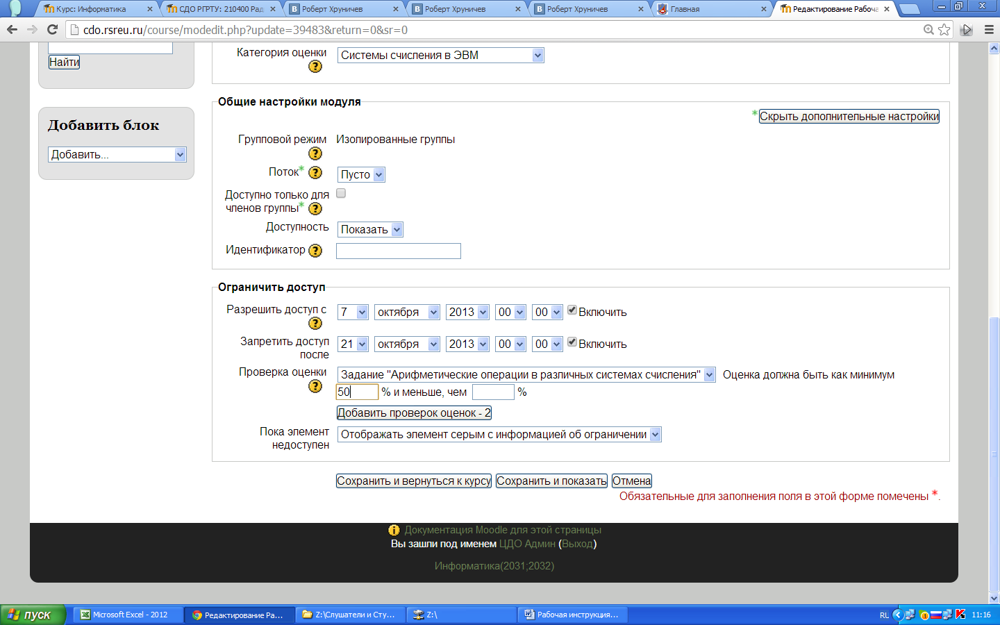 Курс: Информатика
СДО РГРТУ: 210400 Рад
Роберт Хруничев
Роберт Хруничев
Роберт Хруничев
Главная
Редактирование Рабоча
cdo.rsreu.ru/course/modedit.php?update=39483&return=0&sr=0
Найти
Добавить блок
Добавить...
Категория оценки
Системы счисления в ЭВМ
Общие настройки модуля
* Скрыть дополнительные настройки
Групповой режим Изолированные группы
Поток* Пусто
Доступно только для
членов группы*
Доступность Показать
Идентификатор
Ограничить доступ
Разрешить доступ с 7 октября 2013 00 00 Включить
Запретить доступ
после
21 октября 2013 00 00 Включить
Проверка оценки Задание "Арифметические операции в различных системах счисления" Оценка должна быть как минимум
50 % и меньше, чем %
Добавить проверок оценок - 2
Пока элемент
недоступен
Отображать элемент серым с информацией об ограничении
Сохранить и вернуться к курсу Сохранить и показать Отмена
Обязательные для заполнения поля в этой форме помечены *.
Документация Moodle для этой страницы
Вы зашли под именем ЦДО Админ (Выход)
Информатика(2031;2032)
пуск
Microsoft Excel - 2012
Редактирование Ра...
Z:\Слушатели и Сту...
Z:\
Рабочая инструкция...
RU
11:16